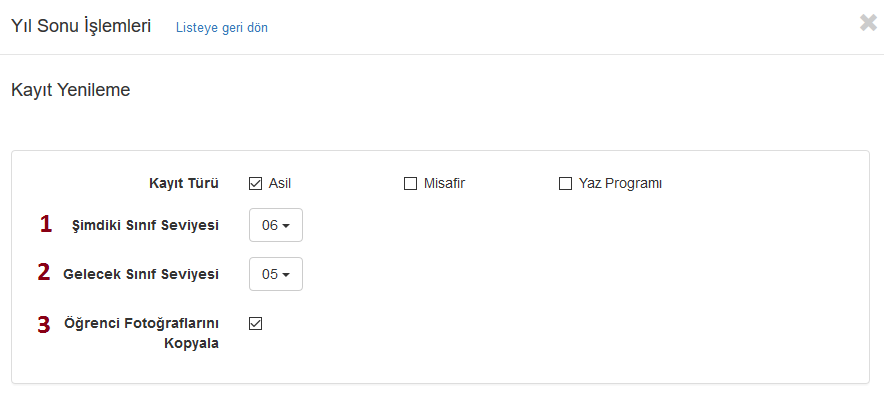 Yıl Sonu İşlemleri Listeye geri dön
Kayıt Yenileme
Kayıt Türü Asil Misafir Yaz Programı
1 Şimdiki Sınıf Seviyesi 06
2 Gelecek Sınıf Seviyesi 05
3 Öğrenci Fotoğraflarını
Kopyala